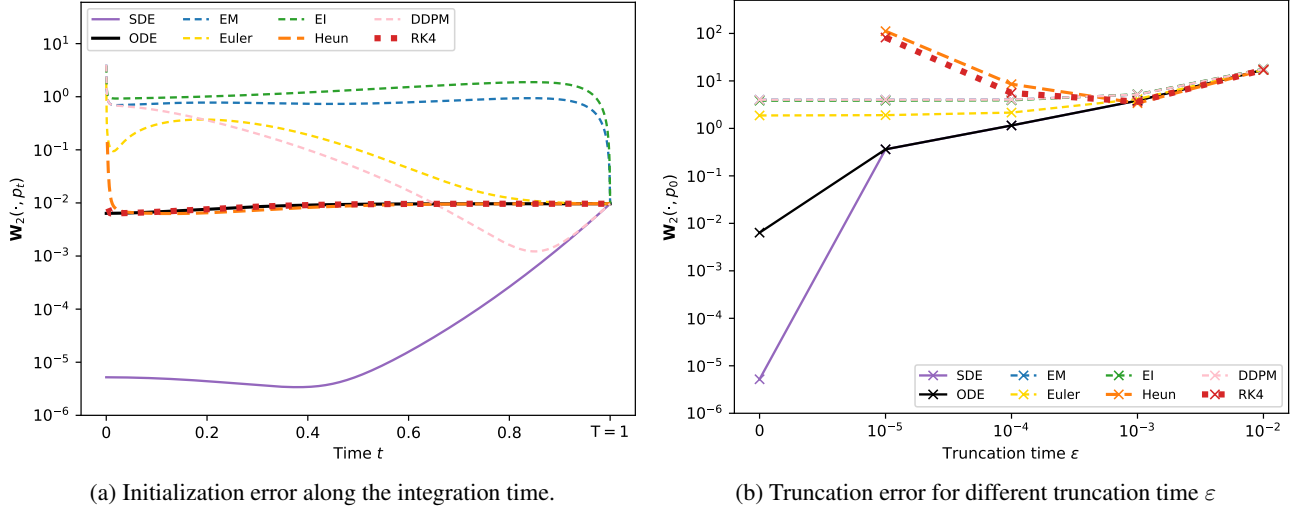 SDE EM EI DDPM
ODE Euler Heun RK4
10^1
10^0
10^-1
10^-2
10^-3
10^-4
10^-5
10^-6
W_2(·, p_t)
0 0.2 0.4 0.6 0.8 T = 1
Time t
(a) Initialization error along the integration time.
10^2
10^1
10^0
10^-1
10^-2
10^-3
10^-4
10^-5
10^-6
W_2(·, p_0)
SDE EM EI DDPM
ODE Euler Heun RK4
0 10^-5 10^-4 10^-3 10^-2
Truncation time ε
(b) Truncation error for different truncation time ε